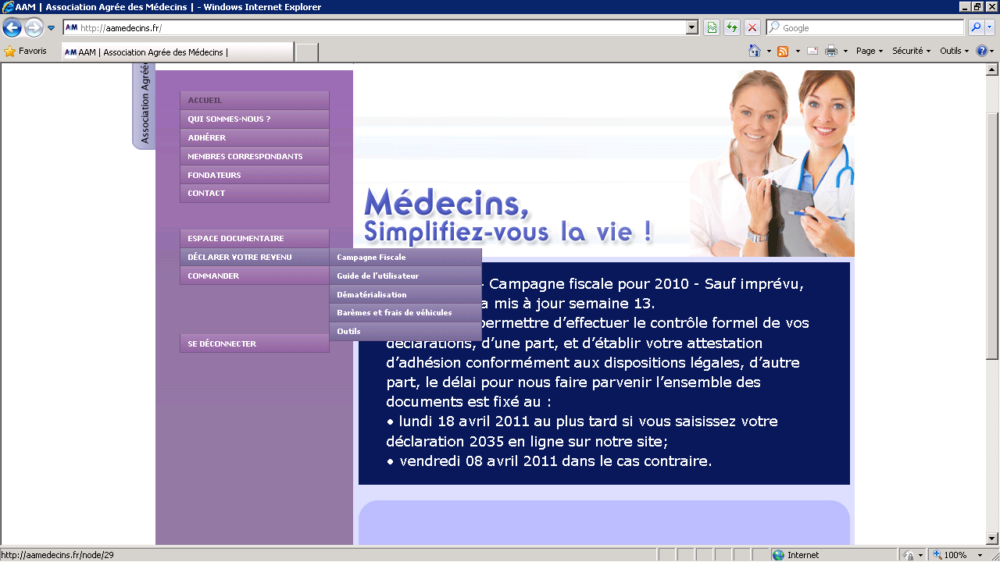 AAM | Association Agrée des Médecins | - Windows Internet Explorer
http://aamedecins.fr/
Google
Favoris
AAM | Association Agrée des Médecins |
Page
Sécurité
Outils
Association Agréé
ACCUEIL
QUI SOMMES-NOUS ?
ADHÉRER
MEMBRES CORRESPONDANTS
FONDATEURS
CONTACT
ESPACE DOCUMENTAIRE
DÉCLARER VOTRE REVENU
COMMANDER
SE DÉCONNECTER
Campagne Fiscale
Guide de l'utilisateur
Dématérialisation
Barèmes et frais de véhicules
Outils
Médecins,
Simplifiez-vous la vie !
- Campagne fiscale pour 2010 - Sauf imprévu,
a mis à jour semaine 13.
permettre d’effectuer le contrôle formel de vos
déclarations, d’une part, et d’établir votre attestation
d’adhésion conformément aux dispositions légales, d’autre
part, le délai pour nous faire parvenir l’ensemble des
documents est fixé au :
• lundi 18 avril 2011 au plus tard si vous saisissez votre
déclaration 2035 en ligne sur notre site;
• vendredi 08 avril 2011 dans le cas contraire.
http://aamedecins.fr/node/29
Internet
100%